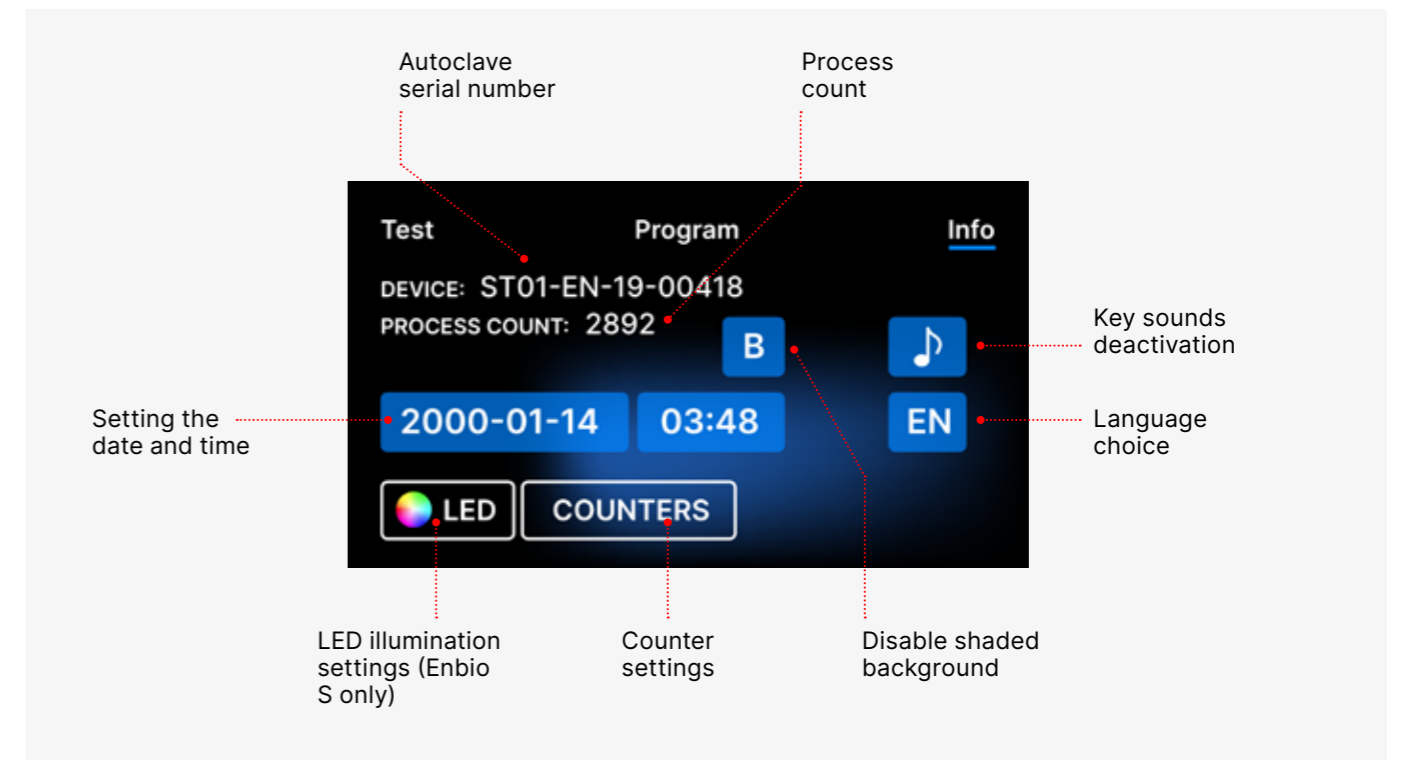 Autoclave
serial number
Process
count
Test Program Info
DEVICE: ST01-EN-19-00418
PROCESS COUNT: 2892
B
Key sounds
deactivation
Setting the
date and time
2000-01-14 03:48 EN
Language
choice
LED COUNTERS
LED illumination
settings (Enbio
S only)
Counter
settings
Disable shaded
background